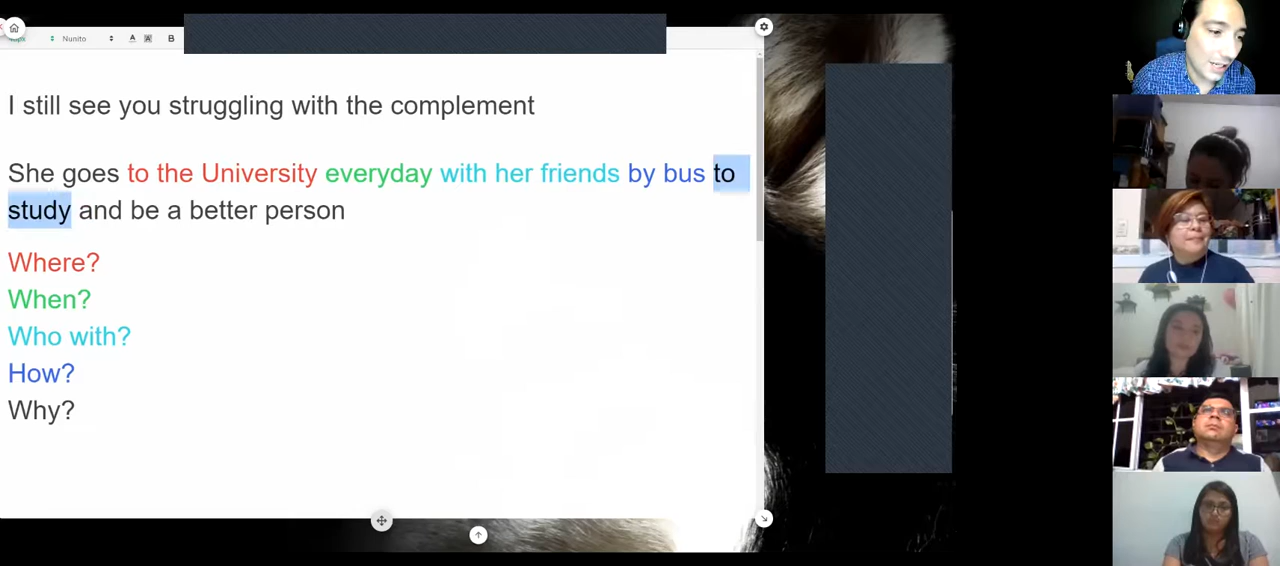 Nunito A A B
I still see you struggling with the complement
She goes to the University everyday with her friends by bus to
study and be a better person
Where?
When?
Who with?
How?
Why?